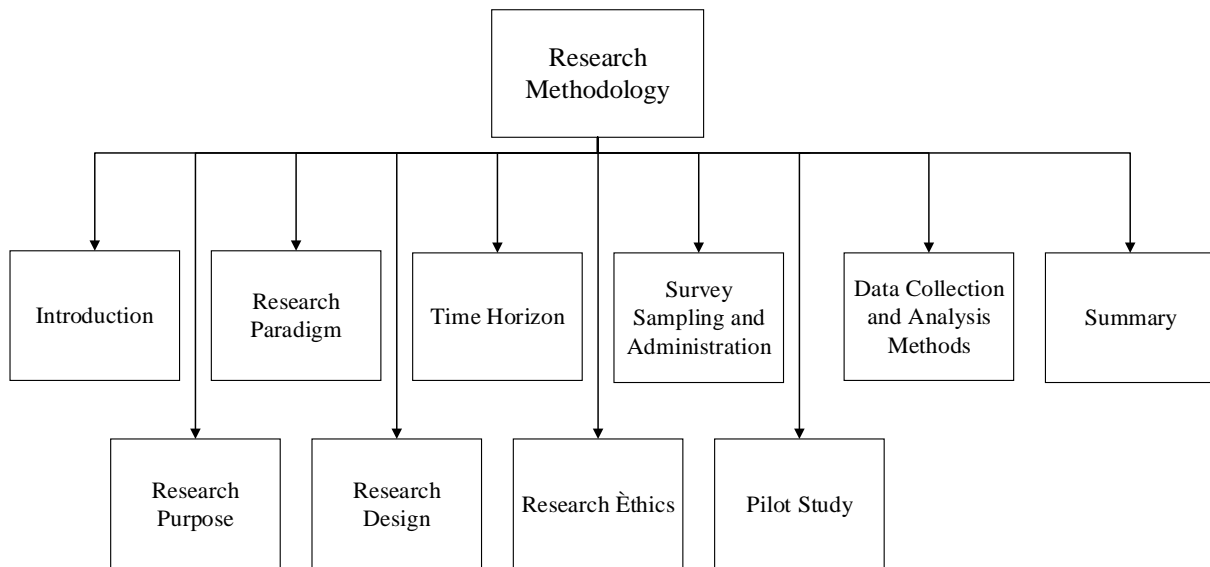 Research
Methodology
Introduction
Research
Paradigm
Time Horizon
Survey
Sampling and
Administration
Data Collection
and Analysis
Methods
Summary
Research
Purpose
Research
Design
Research Èthics
Pilot Study